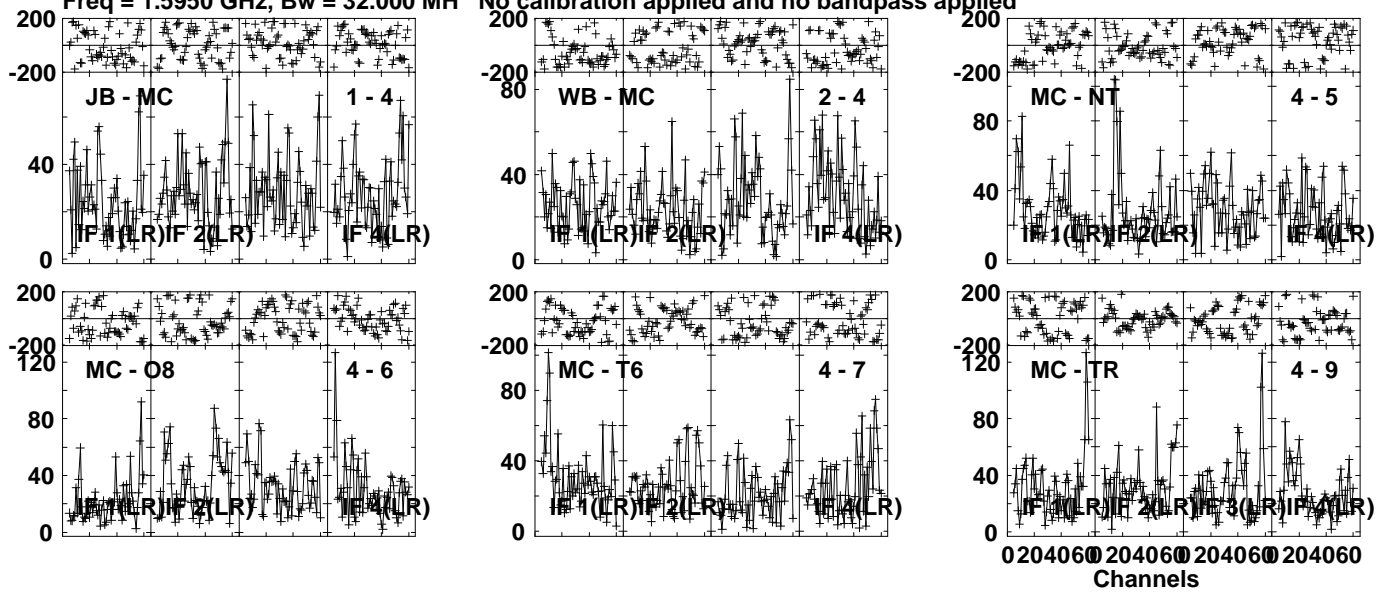 Freq = 1.5950 GHz, Bw = 32.000 MH No calibration applied and no bandpass applied
200 200 200
-200 -200 -200
JB - MC 1 - 4 WB - MC 2 - 4 MC - NT 4 - 5
80 80
40 40 40
IF 1(LR) IF 2(LR) IF 4(LR) IF 1(LR) IF 2(LR) IF 4(LR) IF 1(LR) IF 2(LR) IF 4(LR)
0 0 0
200 200 200
-200 -200 -200
120 120
MC - O8 4 - 6 MC - T6 4 - 7 MC - TR 4 - 9
80 80 80
40 40 40
IF 1(LR) IF 2(LR) IF 4(LR) IF 1(LR) IF 2(LR) IF 4(LR) IF 1(LR) IF 2(LR) IF 3(LR) IF 4(LR)
0 0 0
0 20 40 60 0 20 40 60 0 20 40 60 0 20 40 60
Channels